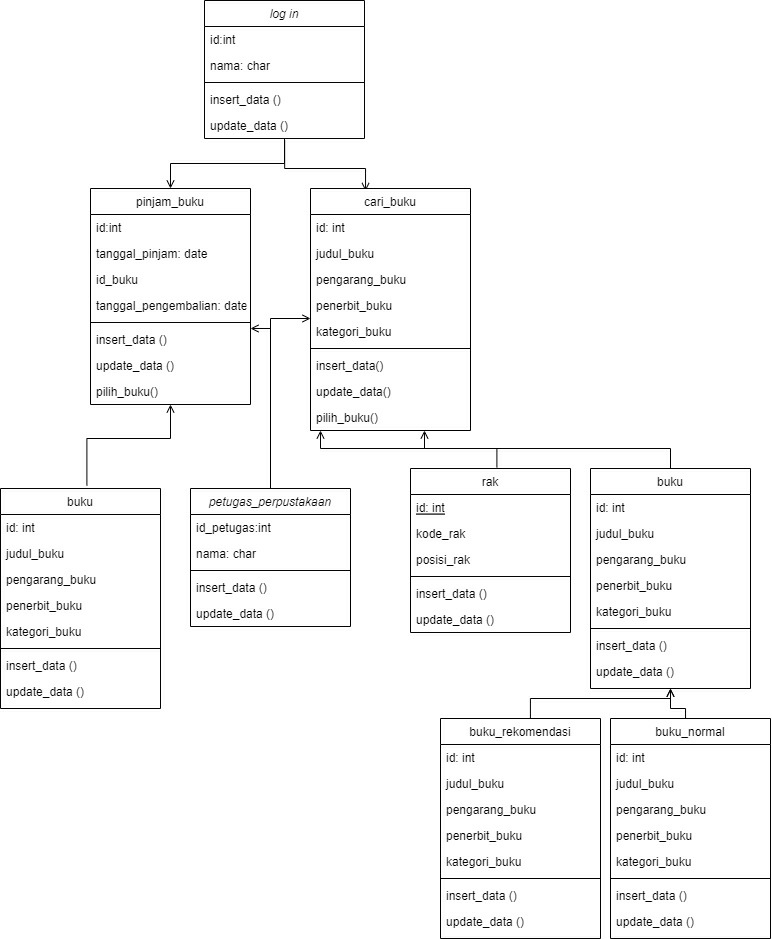 log in
id:int
nama: char
insert_data ()
update_data ()
pinjam_buku
id:int
tanggal_pinjam: date
id_buku
tanggal_pengembalian: date
insert_data ()
update_data ()
pilih_buku()
cari_buku
id: int
judul_buku
pengarang_buku
penerbit_buku
kategori_buku
insert_data()
update_data()
pilih_buku()
buku
id: int
judul_buku
pengarang_buku
penerbit_buku
kategori_buku
insert_data ()
update_data ()
petugas_perpustakaan
id_petugas:int
nama: char
insert_data ()
update_data ()
rak
id: int
kode_rak
posisi_rak
insert_data ()
update_data ()
buku
id: int
judul_buku
pengarang_buku
penerbit_buku
kategori_buku
insert_data ()
update_data ()
buku_rekomendasi
id: int
judul_buku
pengarang_buku
penerbit_buku
kategori_buku
insert_data ()
update_data ()
buku_normal
id: int
judul_buku
pengarang_buku
penerbit_buku
kategori_buku
insert_data ()
update_data ()